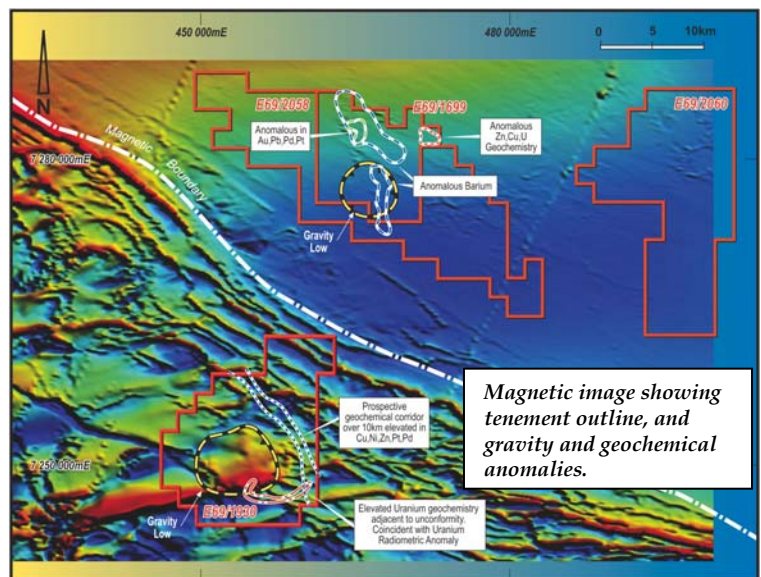 450 000mE
480 000mE
0 5 10km
N
E69/2058
E69/1699
E69/2060
Anomalous in
Au,Pb,Pd,Pt
Anomalous
Zn,Cu,U
Geochemistry
Magnetic Boundary
7 280 000mE
Anomalous Barium
Gravity
Low
Magnetic image showing
tenement outline, and
gravity and geochemical
anomalies.
Prospective
geochemical corridor
over 10km elevated in
Cu,Ni,Zn,Pt,Pd
7 250 000mE
E69/1930
Gravity
Low
Elevated Uranium geochemistry
adjacent to unconformity.
Coincident with Uranium
Radiometric Anomaly